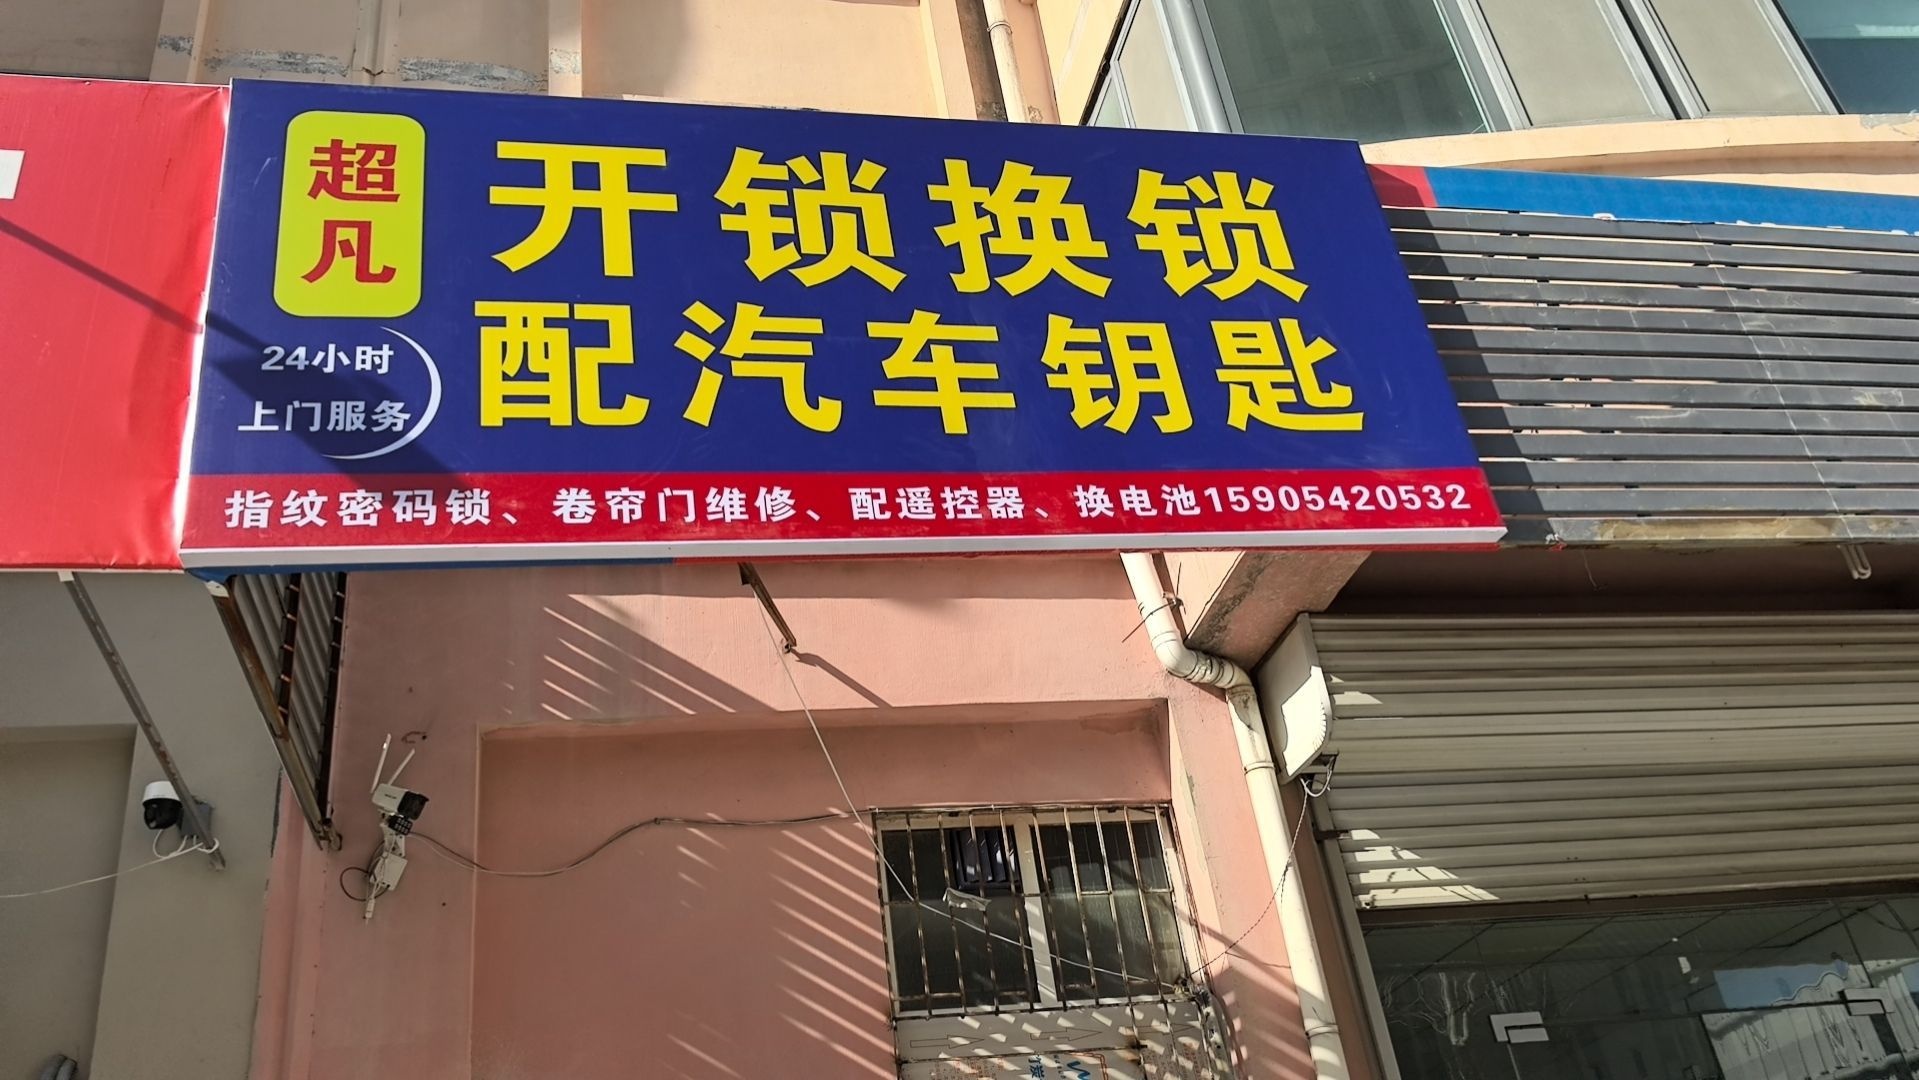 超凡
开锁换锁
配汽车钥匙
24小时
上门服务
指纹密码锁、卷帘门维修、配遥控器、换电池15905420532